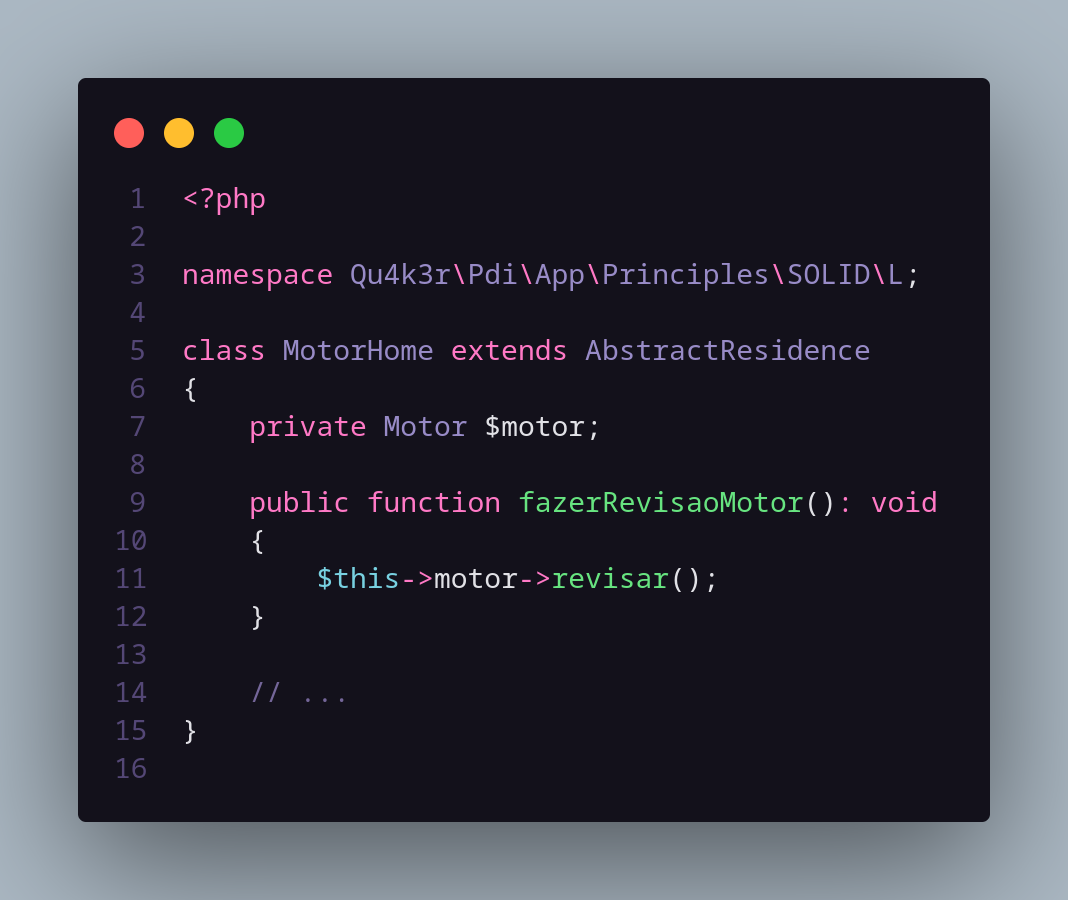 1 <?php
2
3 namespace Qu4k3r\Pdi\App\Principles\SOLID\L;
4
5 class MotorHome extends AbstractResidence
6 {
7     private Motor $motor;
8
9     public function fazerRevisaoMotor(): void
10     {
11         $this->motor->revisar();
12     }
13
14     // ...
15 }
16